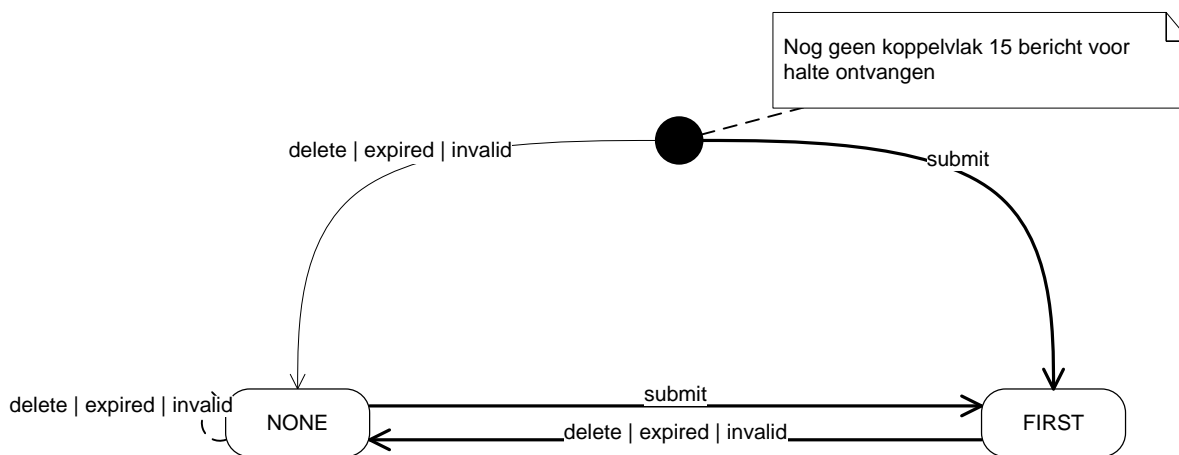 Nog geen koppelvlak 15 bericht voor
halte ontvangen
delete | expired | invalid
submit
submit
delete | expired | invalid
NONE
FIRST
delete | expired | invalid